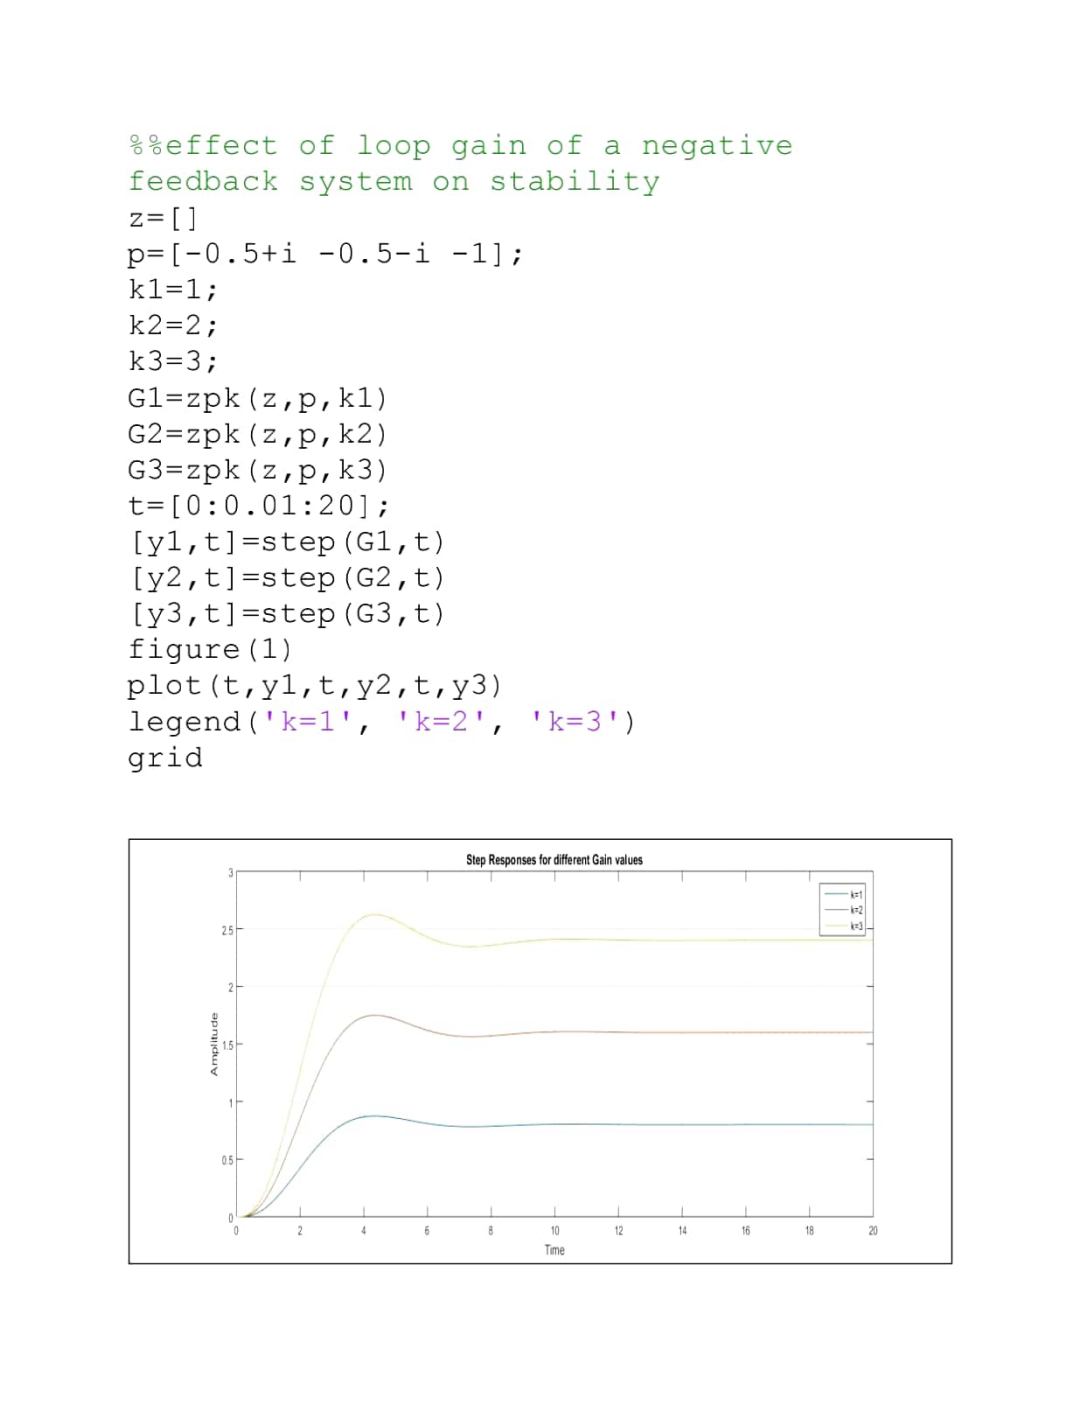 %%effect of loop gain of a negative
feedback system on stability
z=[]
p=[-0.5+i -0.5-i -1];
k1=1;
k2=2;
k3=3;
G1=zpk(z,p,k1)
G2=zpk(z,p,k2)
G3=zpk(z,p,k3)
t=[0:0.01:20];
[y1,t]=step(G1,t)
[y2,t]=step(G2,t)
[y3,t]=step(G3,t)
figure(1)
plot(t,y1,t,y2,t,y3)
legend('k=1', 'k=2', 'k=3')
grid
Step Responses for different Gain values
3
2.5
2
1.5
1
0.5
0
Amplitude
k=1
k=2
k=3
0 2 4 6 8 10 12 14 16 18 20
Time